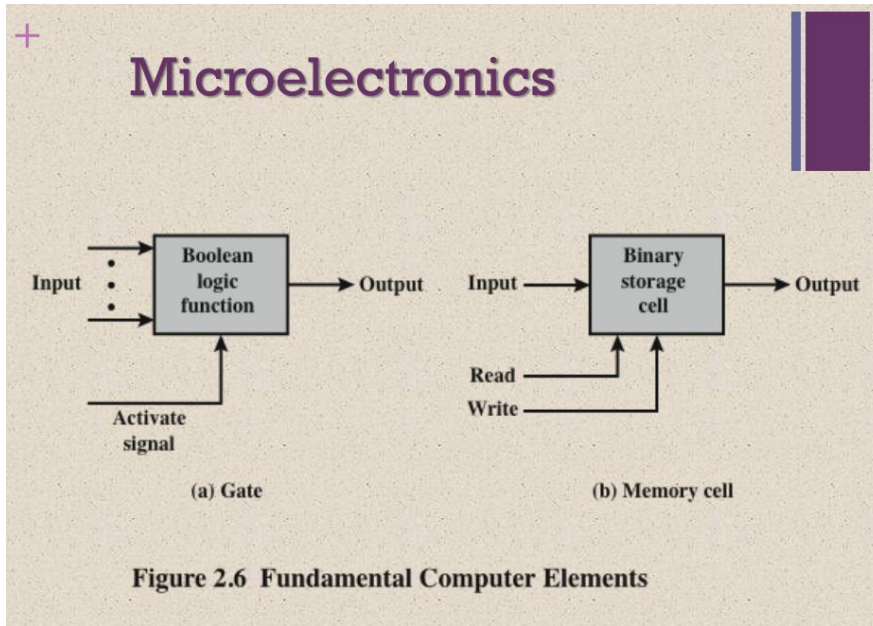 +
Microelectronics
Input
Boolean
logic
function
Output
Activate
signal
(a) Gate
Input
Binary
storage
cell
Output
Read
Write
(b) Memory cell
Figure 2.6 Fundamental Computer Elements